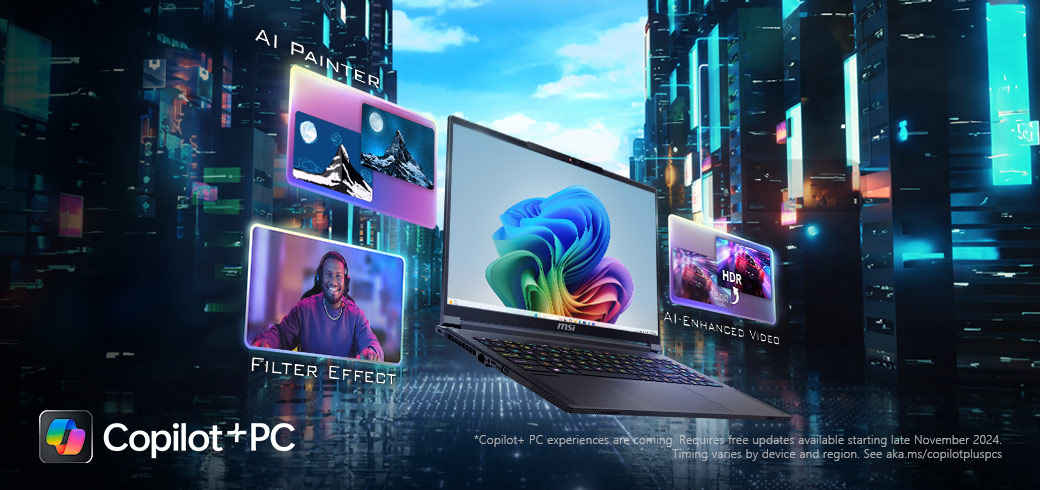 AI Painter
Filter Effect
HDR
AI-Enhanced Video
msi
Copilot+PC
*Copilot+ PC experiences are coming. Requires free updates available starting late November 2024.
Timing varies by device and region. See aka.ms/copilotpluspcs